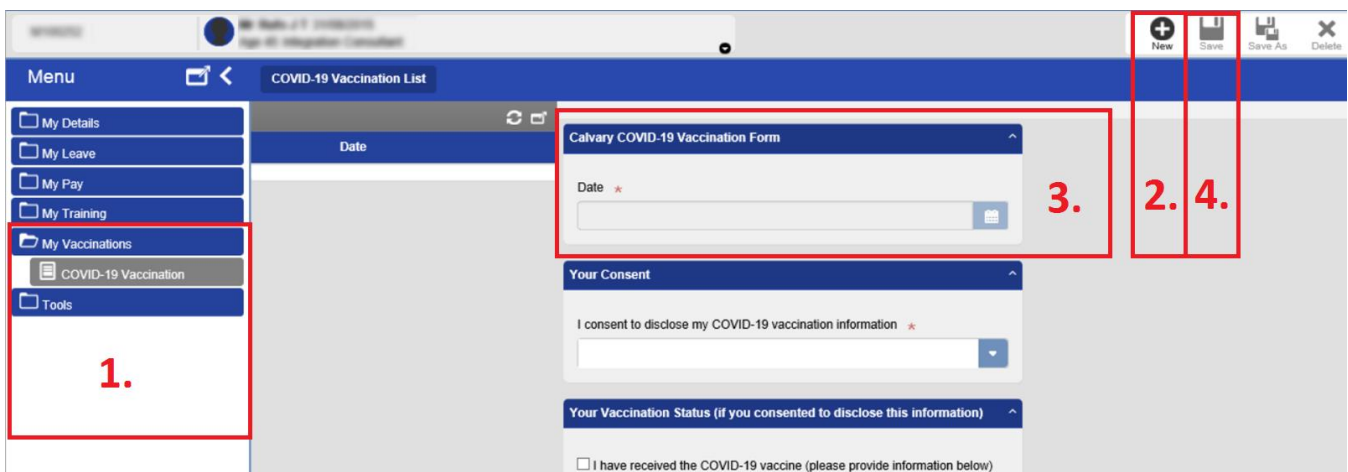 New
Save
Save As
Delete
Menu
COVID-19 Vaccination List
My Details
My Leave
My Pay
My Training
My Vaccinations
COVID-19 Vaccination
Tools
1.
Date
Calvary COVID-19 Vaccination Form
Date *
3.
2.
4.
Your Consent
I consent to disclose my COVID-19 vaccination information *
Your Vaccination Status (if you consented to disclose this information)
I have received the COVID-19 vaccine (please provide information below)